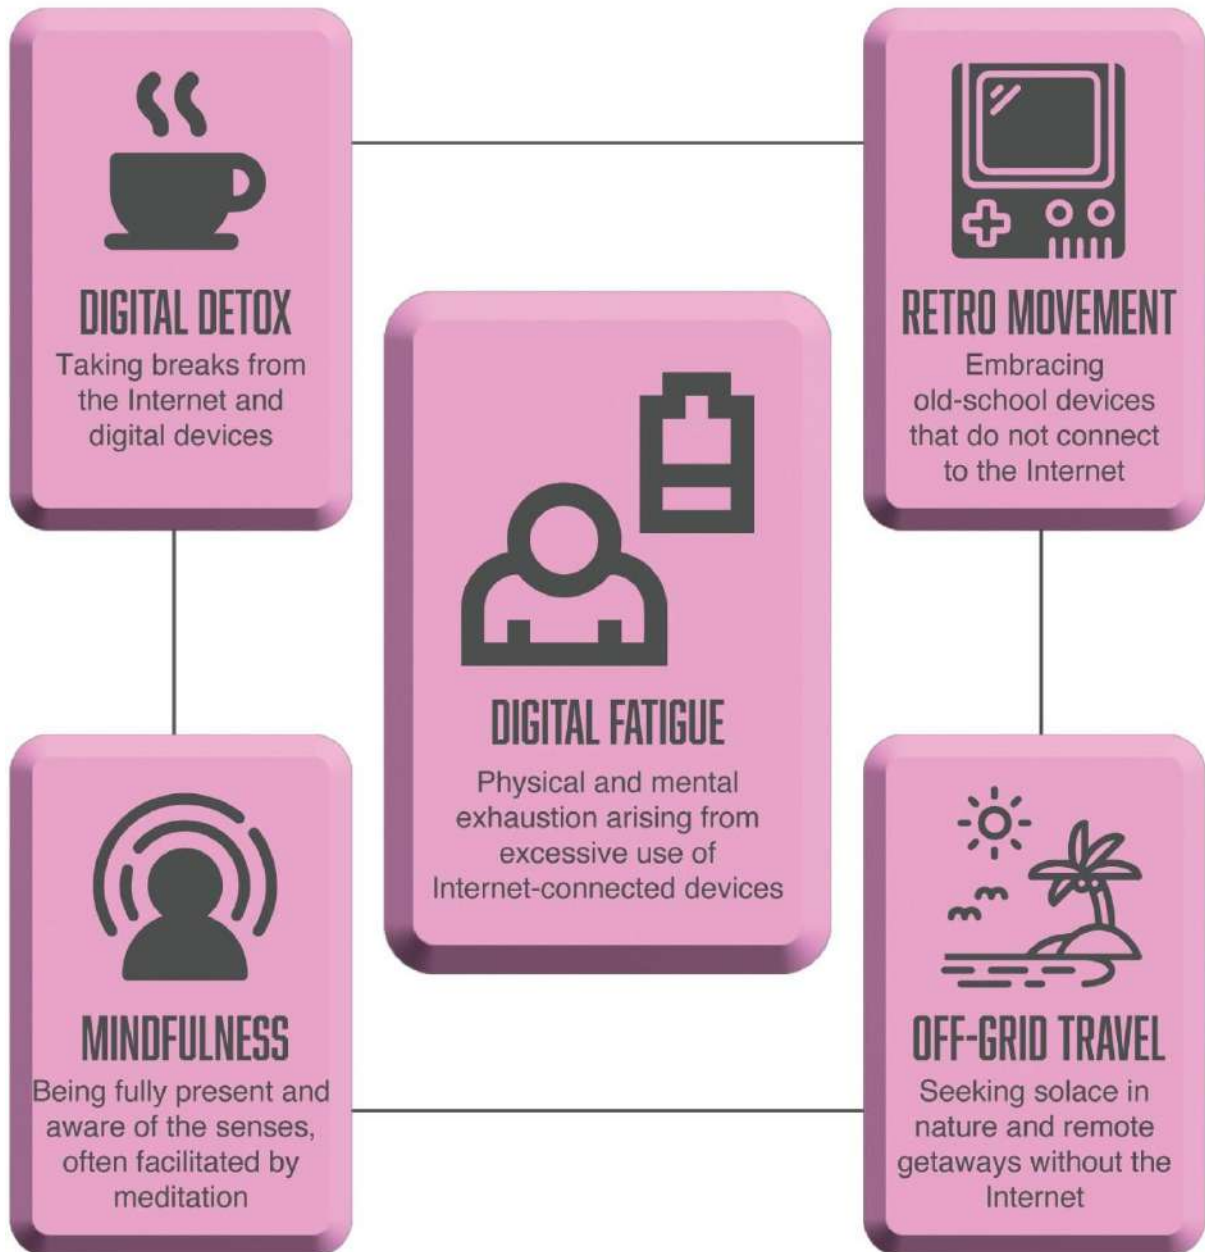 DIGITAL DETOX
Taking breaks from
the Internet and
digital devices
RETRO MOVEMENT
Embracing
old-school devices
that do not connect
to the Internet
DIGITAL FATIGUE
Physical and mental
exhaustion arising from
excessive use of
Internet-connected devices
MINDFULNESS
Being fully present and
aware of the senses,
often facilitated by
meditation
OFF-GRID TRAVEL
Seeking solace in
nature and remote
getaways without the
Internet